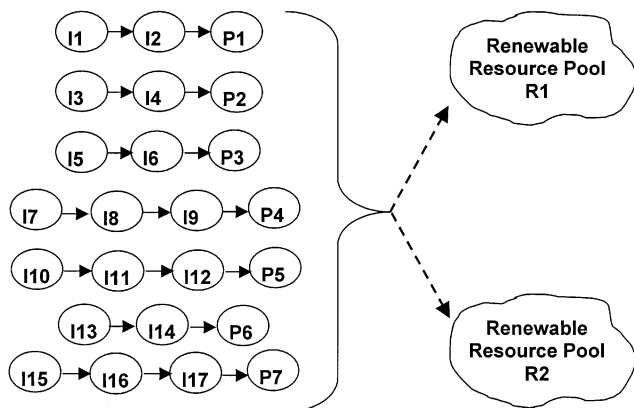 I1 I2 P1
I3 I4 P2
I5 I6 P3
I7 I8 I9 P4
I10 I11 I12 P5
I13 I14 P6
I15 I16 I17 P7
Renewable
Resource Pool
R1
Renewable
Resource Pool
R2